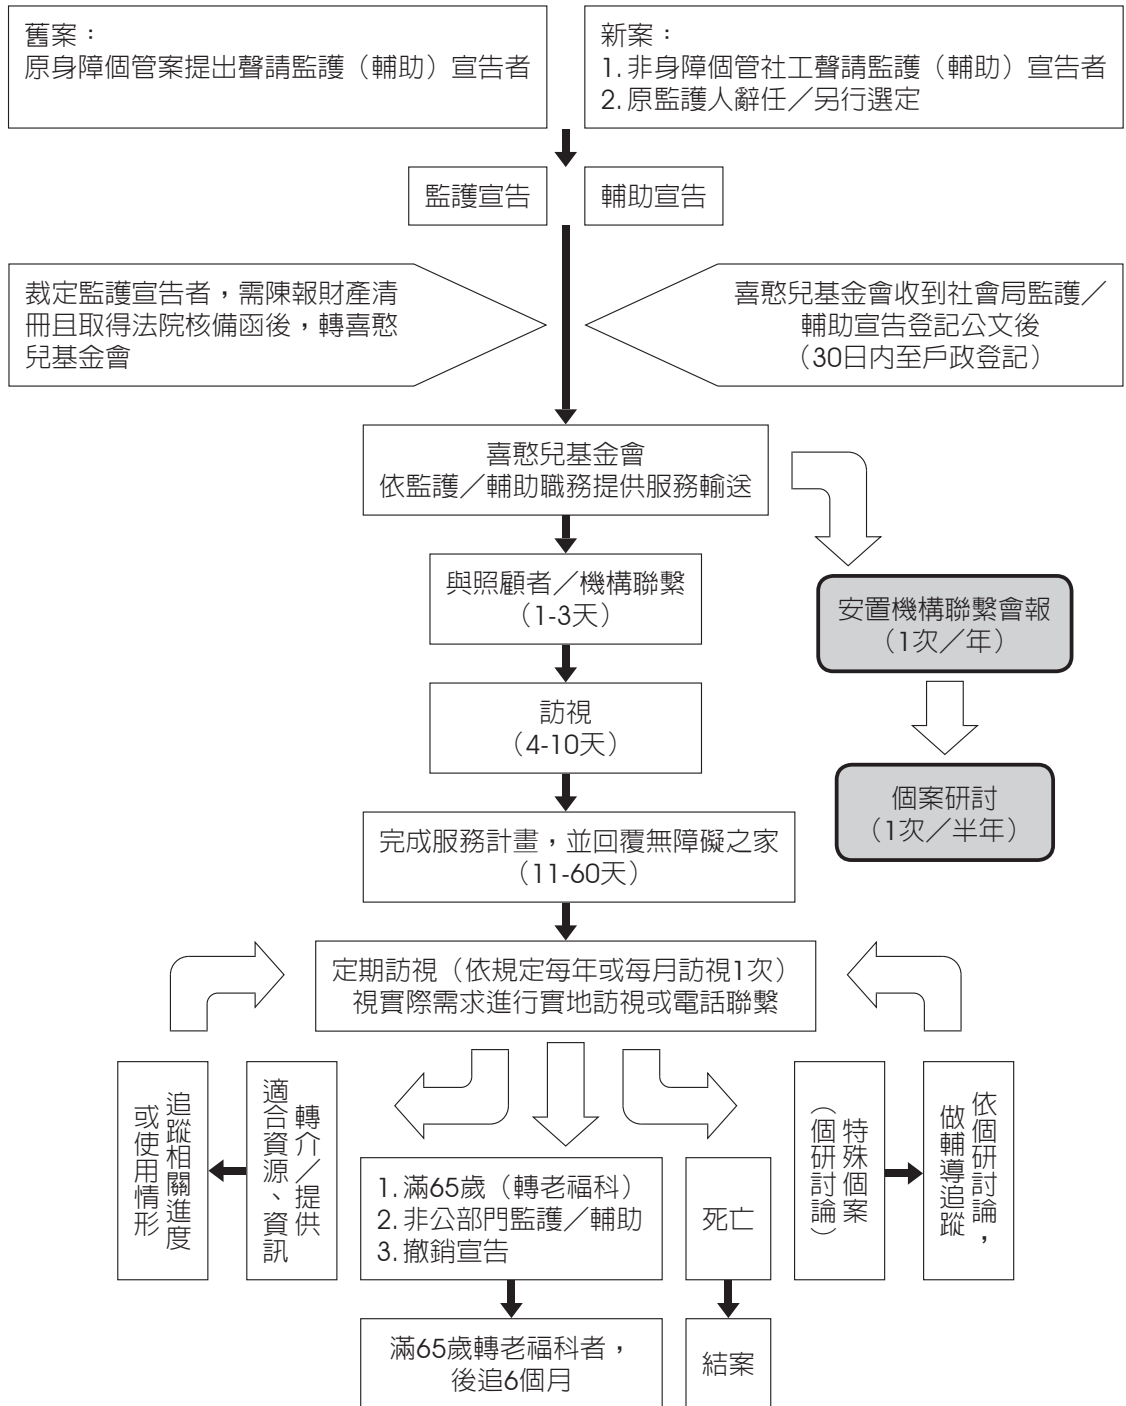 舊案：
原身障個管案提出聲請監護（輔助）宣告者
新案：
1. 非身障個管社工聲請監護（輔助）宣告者
2. 原監護人辭任／另行選定
監護宣告
輔助宣告
裁定監護宣告者，需陳報財產清
冊且取得法院核備函後，轉喜憨
兒基金會
喜憨兒基金會收到社會局監護／
輔助宣告登記公文後
（30日內至戶政登記）
喜憨兒基金會
依監護／輔助職務提供服務輸送
與照顧者／機構聯繫
（1-3天）
安置機構聯繫會報
（1次／年）
訪視
（4-10天）
個案研討
（1次／半年）
完成服務計畫，並回覆無障礙之家
（11-60天）
定期訪視（依規定每年或每月訪視1次）
視實際需求進行實地訪視或電話聯繫
追蹤相關進度
或使用情形
轉介／提供
適合資源、資訊
1. 滿65歲（轉老福科）
2. 非公部門監護／輔助
3. 撤銷宣告
死亡
特殊個案
（個研討論）
依個研討論，
做輔導追蹤
滿65歲轉老福科者，
後追6個月
結案